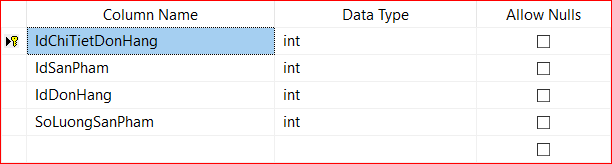 Column Name Data Type Allow Nulls
IdChiTietDonHang int
IdSanPham int
IdDonHang int
SoLuongSanPham int